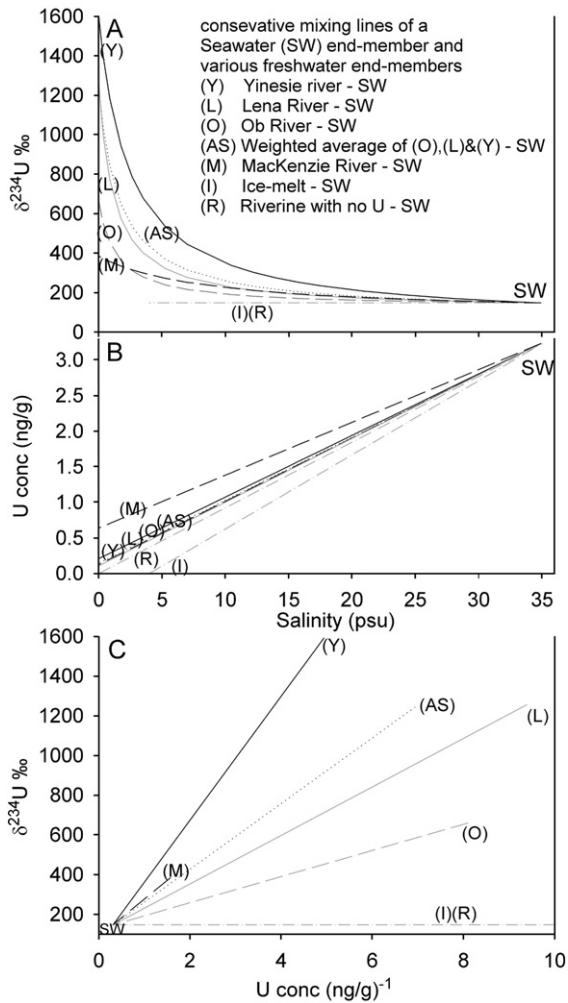 1600
A
consevative mixing lines of a
Seawater (SW) end-member and
various freshwater end-members
(Y) Yinesie river - SW
(L) Lena River - SW
(O) Ob River - SW
(AS) Weighted average of (O),(L)&(Y) - SW
(M) MacKenzie River - SW
(I) Ice-melt - SW
(R) Riverine with no U - SW
(Y)
1400
1200
1000
800
600
400
200
0
δ234U ‰
(L)
(O)
(AS)
(M)
(I)(R)
SW
B
3.0
2.5
2.0
1.5
1.0
0.5
0.0
U conc (ng/g)
SW
(M)
(Y)
(L)
(O)
(AS)
(R)
(I)
0 5 10 15 20 25 30 35
Salinity (psu)
C
1600
1400
1200
1000
800
600
400
200
δ234U ‰
(Y)
(AS)
(L)
(O)
(M)
(I)(R)
SW
0 2 4 6 8 10
U conc (ng/g)-1